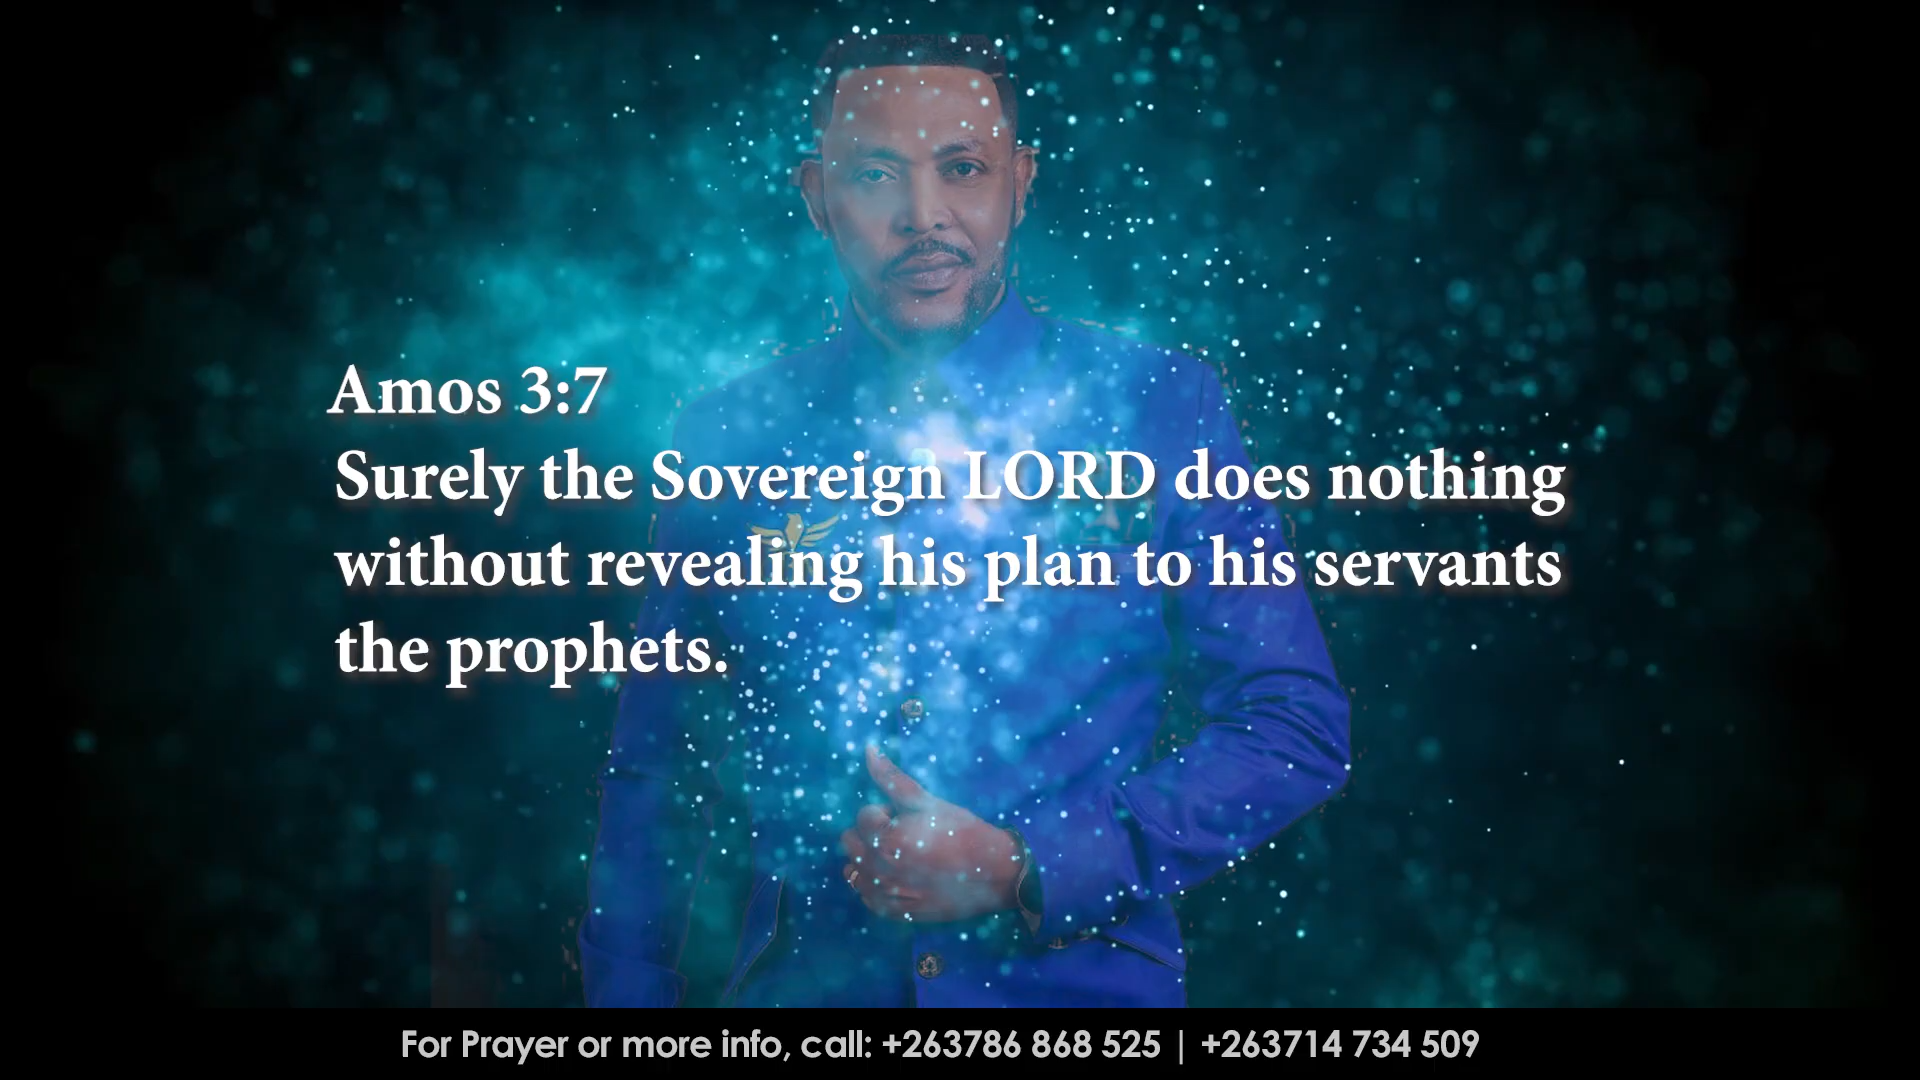 Amos 3:7
Surely the Sovereign LORD does nothing
without revealing his plan to his servants
the prophets.
For Prayer or more info, call: +263786 868 525 | +263714 734 509